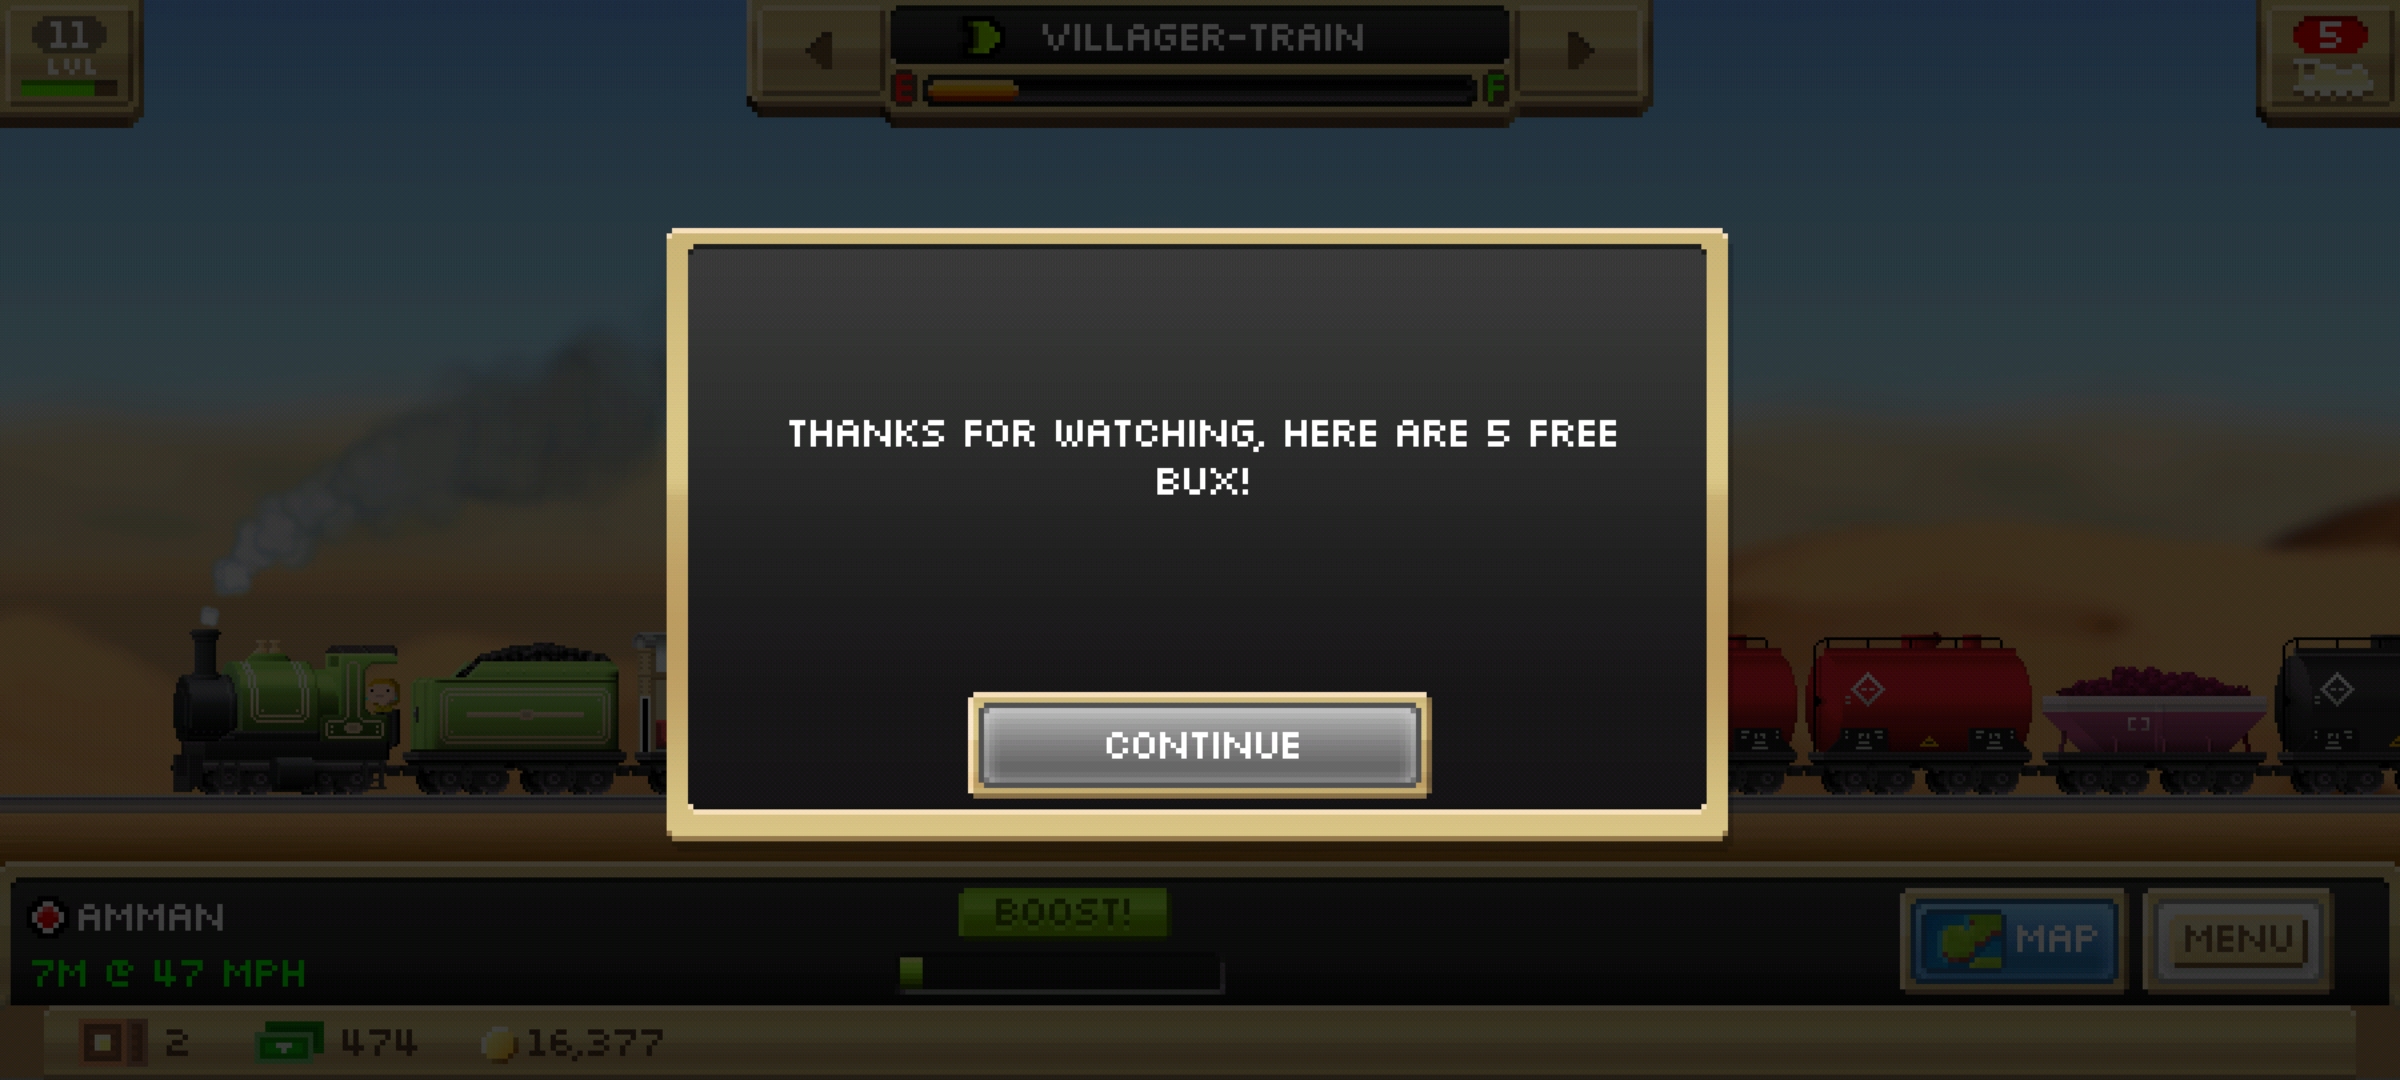 11
LVL
VILLAGER-TRAIN
E
F
5
THANKS FOR WATCHING, HERE ARE 5 FREE
BUX!
CONTINUE
AMMAN
7M @ 47 MPH
BOOST!
MAP
MENU
2
474
16,377